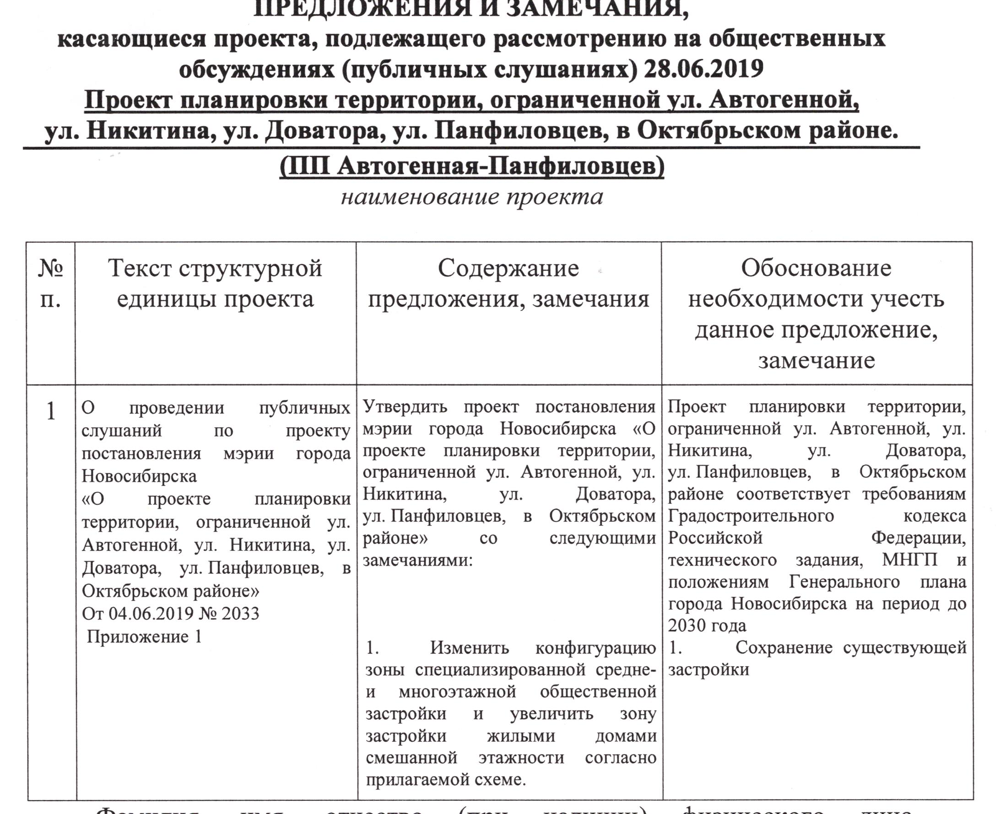 ПРЕДЛОЖЕНИЯ И ЗАМЕЧАНИЯ,
касающиеся проекта, подлежащего рассмотрению на общественных
обсуждениях (публичных слушаниях) 28.06.2019
Проект планировки территории, ограниченной ул. Автогенной,
ул. Никитина, ул. Доватора, ул. Панфиловцев, в Октябрьском районе.
(ПП Автогенная-Панфиловцев)
наименование проекта
№
п.
Текст структурной
единицы проекта
Содержание
предложения, замечания
Обоснование
необходимости учесть
данное предложение,
замечание
1
О проведении публичных
слушаний по проекту
постановления мэрии города
Новосибирска
«О проекте планировки
территории, ограниченной ул.
Автогенной, ул. Никитина, ул.
Доватора, ул. Панфиловцев, в
Октябрьском районе»
От 04.06.2019 № 2033
Приложение 1
Утвердить проект постановления
мэрии города Новосибирска «О
проекте планировки территории,
ограниченной ул. Автогенной, ул.
Никитина, ул. Доватора,
ул. Панфиловцев, в Октябрьском
районе» со следующими
замечаниями:
1. Изменить конфигурацию
зоны специализированной средне-
и многоэтажной общественной
застройки и увеличить зону
застройки жилыми домами
смешанной этажности согласно
прилагаемой схеме.
Проект планировки территории,
ограниченной ул. Автогенной, ул.
Никитина, ул. Доватора,
ул. Панфиловцев, в Октябрьском
районе соответствует требованиям
Градостроительного кодекса
Российской Федерации,
технического задания, МНГП и
положениям Генерального плана
города Новосибирска на период до
2030 года
1. Сохранение существующей
застройки
Фамилия, имя, отчество (при наличии) физического лица